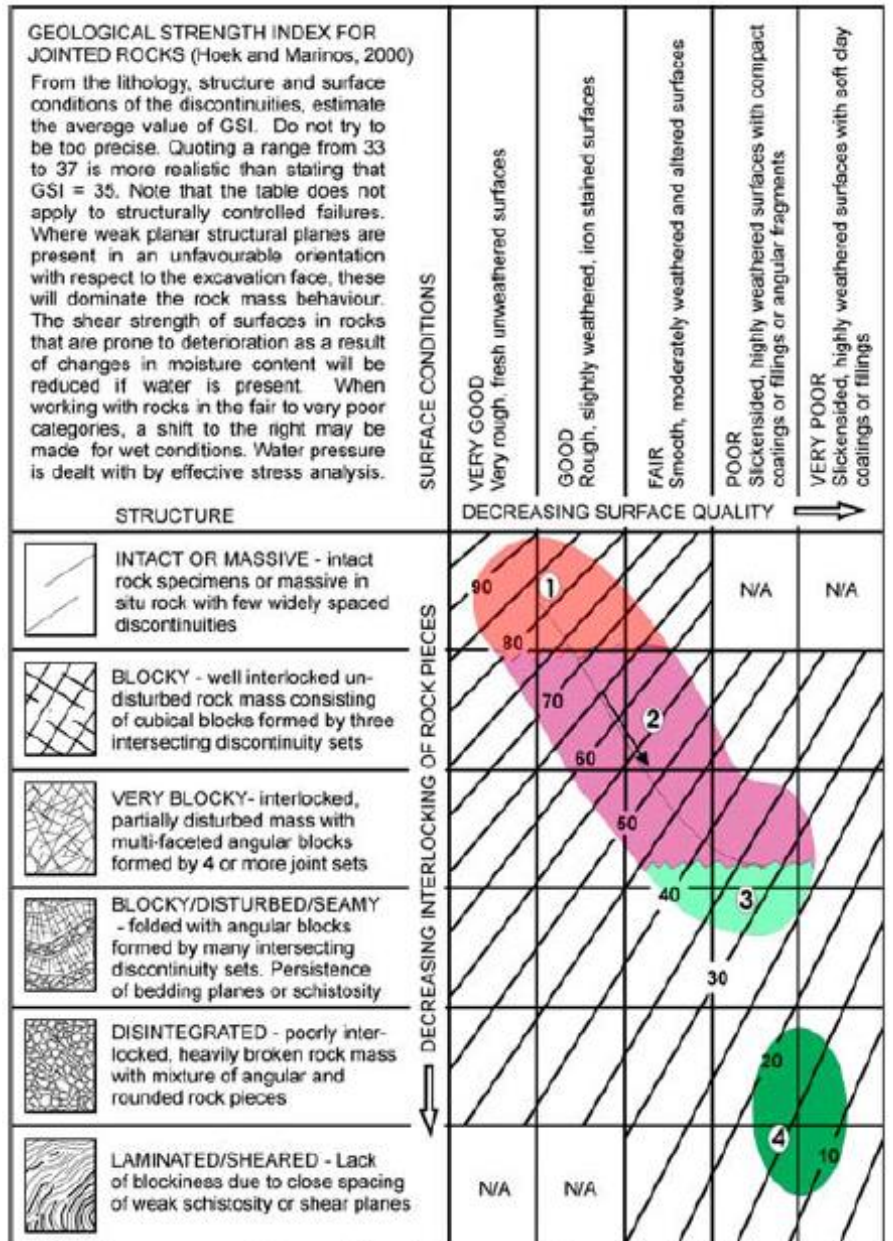 GEOLOGICAL STRENGTH INDEX FOR
JOINTED ROCKS (Hoek and Marinos, 2000)
From the lithology, structure and surface
conditions of the discontinuities, estimate
the average value of GSI. Do not try to
be too precise. Quoting a range from 33
to 37 is more realistic than stating that
GSI = 35. Note that the table does not
apply to structurally controlled failures.
Where weak planar structural planes are
present in an unfavourable orientation
with respect to the excavation face, these
will dominate the rock mass behaviour.
The shear strength of surfaces in rocks
that are prone to deterioration as a result
of changes in moisture content will be
reduced if water is present. When
working with rocks in the fair to very poor
categories, a shift to the right may be
made for wet conditions. Water pressure
is dealt with by effective stress analysis.
STRUCTURE
SURFACE CONDITIONS
VERY GOOD
Very rough, fresh unweathered surfaces
GOOD
Rough, slightly weathered, iron stained surfaces
FAIR
Smooth, moderately weathered and altered surfaces
POOR
Slickensided, highly weathered surfaces with compact
coatings or fillings or angular fragments
VERY POOR
Slickensided, highly weathered surfaces with soft clay
coatings or fillings
DECREASING SURFACE QUALITY
DECREASING INTERLOCKING OF ROCK PIECES
INTACT OR MASSIVE - intact
rock specimens or massive in
situ rock with few widely spaced
discontinuities
BLOCKY - well interlocked un-
disturbed rock mass consisting
of cubical blocks formed by three
intersecting discontinuity sets
VERY BLOCKY- interlocked,
partially disturbed mass with
multi-faceted angular blocks
formed by 4 or more joint sets
BLOCKY/DISTURBED/SEAMY
- folded with angular blocks
formed by many intersecting
discontinuity sets. Persistence
of bedding planes or schistosity
DISINTEGRATED - poorly inter-
locked, heavily broken rock mass
with mixture of angular and
rounded rock pieces
LAMINATED/SHEARED - Lack
of blockiness due to close spacing
of weak schistosity or shear planes
90
1
N/A
N/A
80
70
2
60
50
40
3
30
20
4
10
N/A
N/A